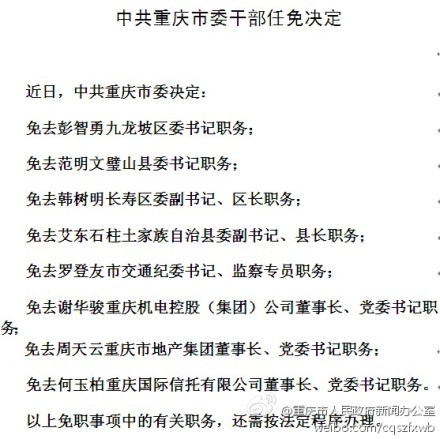 中共重庆市委干部任免决定
近日，中共重庆市委决定：
免去彭智勇九龙坡区委书记职务；
免去范明文璧山县委书记职务；
免去韩树明长寿区委副书记、区长职务；
免去艾东石柱土家族自治县委副书记、县长职务；
免去罗登友市交通纪委书记、监察专员职务；
免去谢华骏重庆机电控股（集团）公司董事长、党委书记职
务；
免去周天云重庆市地产集团董事长、党委书记职务；
免去何玉柏重庆国际信托有限公司董事长、党委书记职务。
@重庆市人民政府新闻办公室
以上免职事项中的有关职务，还需按法定程序办理。
weibo.com/cqszfxwb